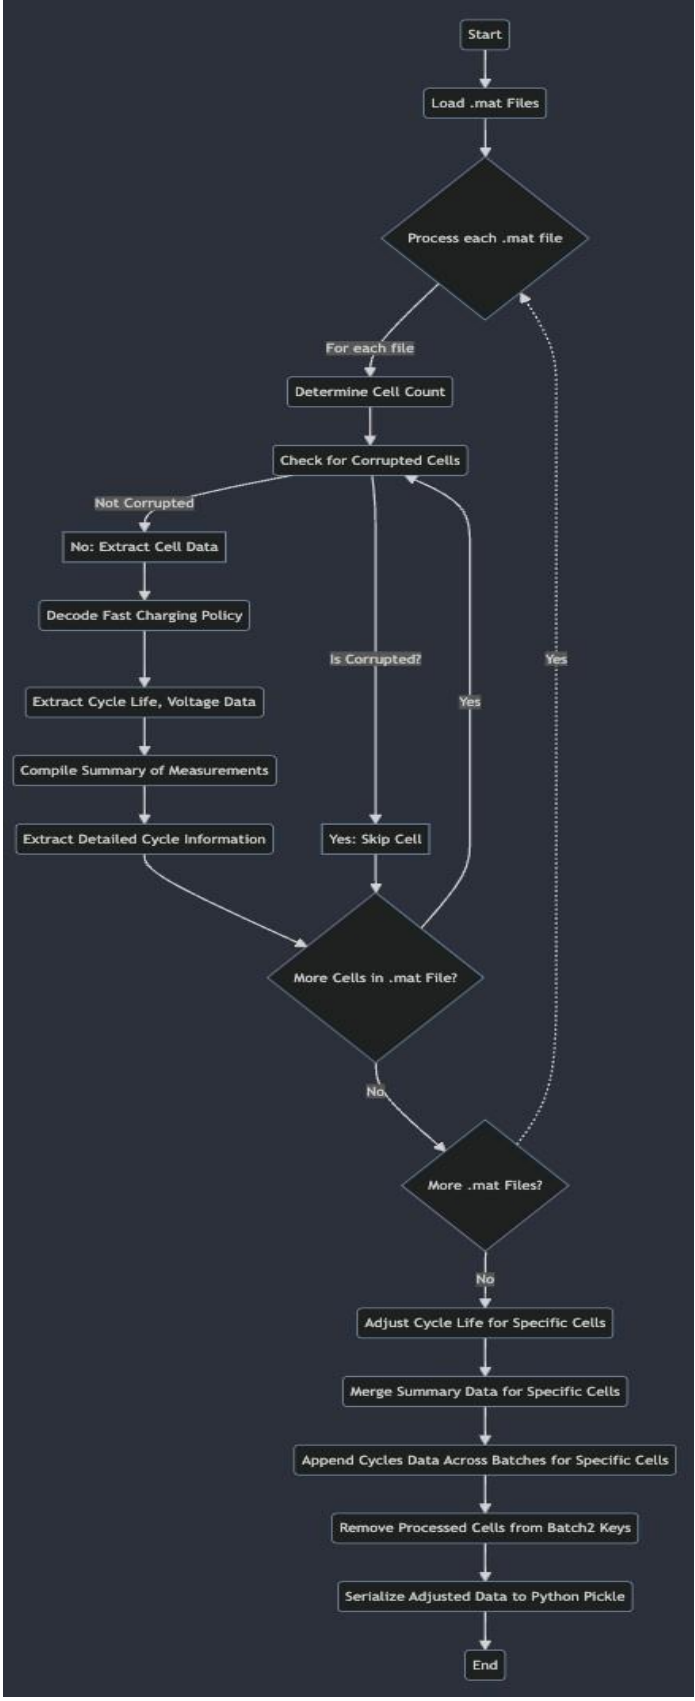 Start
Load .mat Files
Process each .mat file
For each file
Determine Cell Count
Check for Corrupted Cells
Not Corrupted
No: Extract Cell Data
Decode Fast Charging Policy
Is Corrupted?
Yes
Yes
Extract Cycle Life, Voltage Data
Compile Summary of Measurements
Extract Detailed Cycle Information
Yes: Skip Cell
More Cells in .mat File?
No
More .mat Files?
No
Adjust Cycle Life for Specific Cells
Merge Summary Data for Specific Cells
Append Cycles Data Across Batches for Specific Cells
Remove Processed Cells from Batch2 Keys
Serialize Adjusted Data to Python Pickle
End